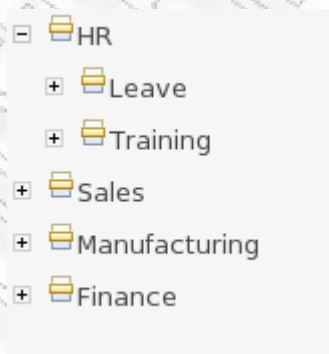 HR
Leave
Training
Sales
Manufacturing
Finance